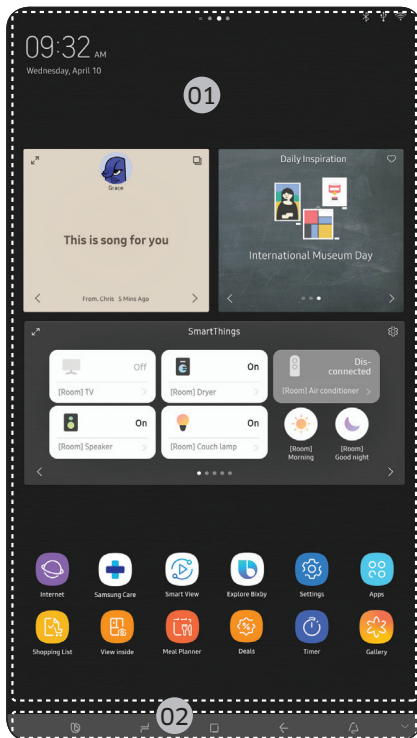 09:32 AM
Wednesday, April 10
01
Grace
This is song for you
From. Chris 5 Mins Ago
Daily Inspiration
International Museum Day
SmartThings
Off
[Room] TV
On
[Room] Dryer
Dis-
connected
[Room] Air conditioner
On
[Room] Speaker
On
[Room] Couch lamp
[Room]
Morning
[Room]
Good night
Internet
Samsung Care
Smart View
Explore Bixby
Settings
Apps
Shopping List
View inside
Meal Planner
Deals
Timer
Gallery
02